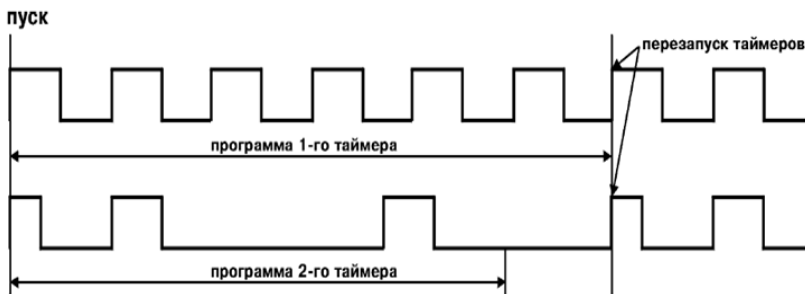 пуск
перезапуск таймеров
программа 1-го таймера
программа 2-го таймера